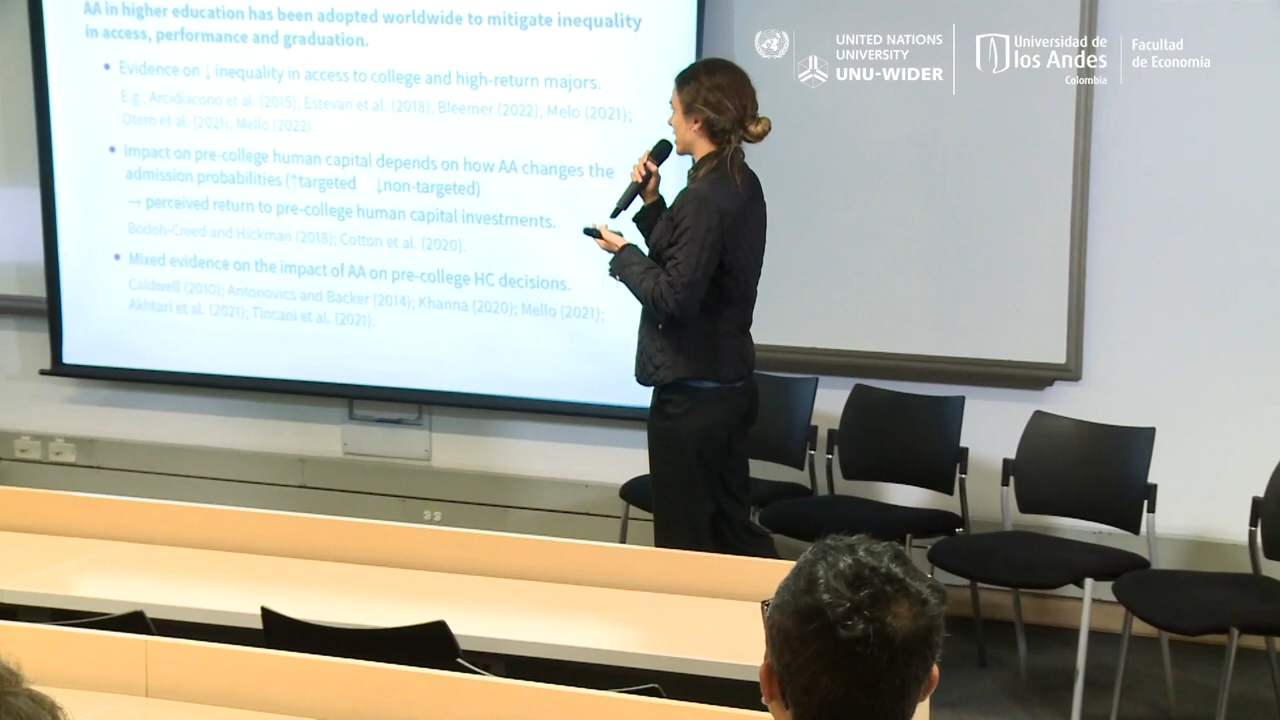 AA in higher education has been adopted worldwide to mitigate inequality
in access, performance and graduation.
• Evidence on ↓ inequality in access to college and high-return majors.
E.g., Arcidiacono et al. (2015); Estevan et al. (2018); Bleemer (2022); Melo (2021);
Otero et al. (2021); Mello (2022).
• Impact on pre-college human capital depends on how AA changes the
admission probabilities (↑targeted ↓non-targeted)
→ perceived return to pre-college human capital investments.
Bodoh-Creed and Hickman (2018); Cotton et al. (2020).
• Mixed evidence on the impact of AA on pre-college HC decisions.
Caldwell (2010); Antonovics and Backer (2014); Khanna (2020); Mello (2021);
Akhtari et al. (2021); Tincani et al. (2021).
UNITED NATIONS
UNIVERSITY
UNU-WIDER
Universidad de
los Andes
Colombia
Facultad
de Economía